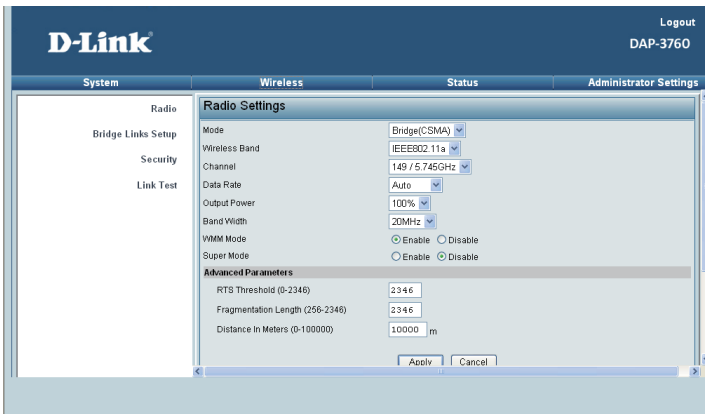 Logout
D-Link
DAP-3760
System Wireless Status Administrator Settings
Radio
Bridge Links Setup
Security
Link Test
Radio Settings
Mode Bridge(CSMA)
Wireless Band IEEE802.11a
Channel 149 / 5.745GHz
Data Rate Auto
Output Power 100%
Band Width 20MHz
WMM Mode Enable Disable
Super Mode Enable Disable
Advanced Parameters
RTS Threshold (0-2346) 2346
Fragmentation Length (256-2346) 2346
Distance In Meters (0-100000) 10000 m
Apply Cancel